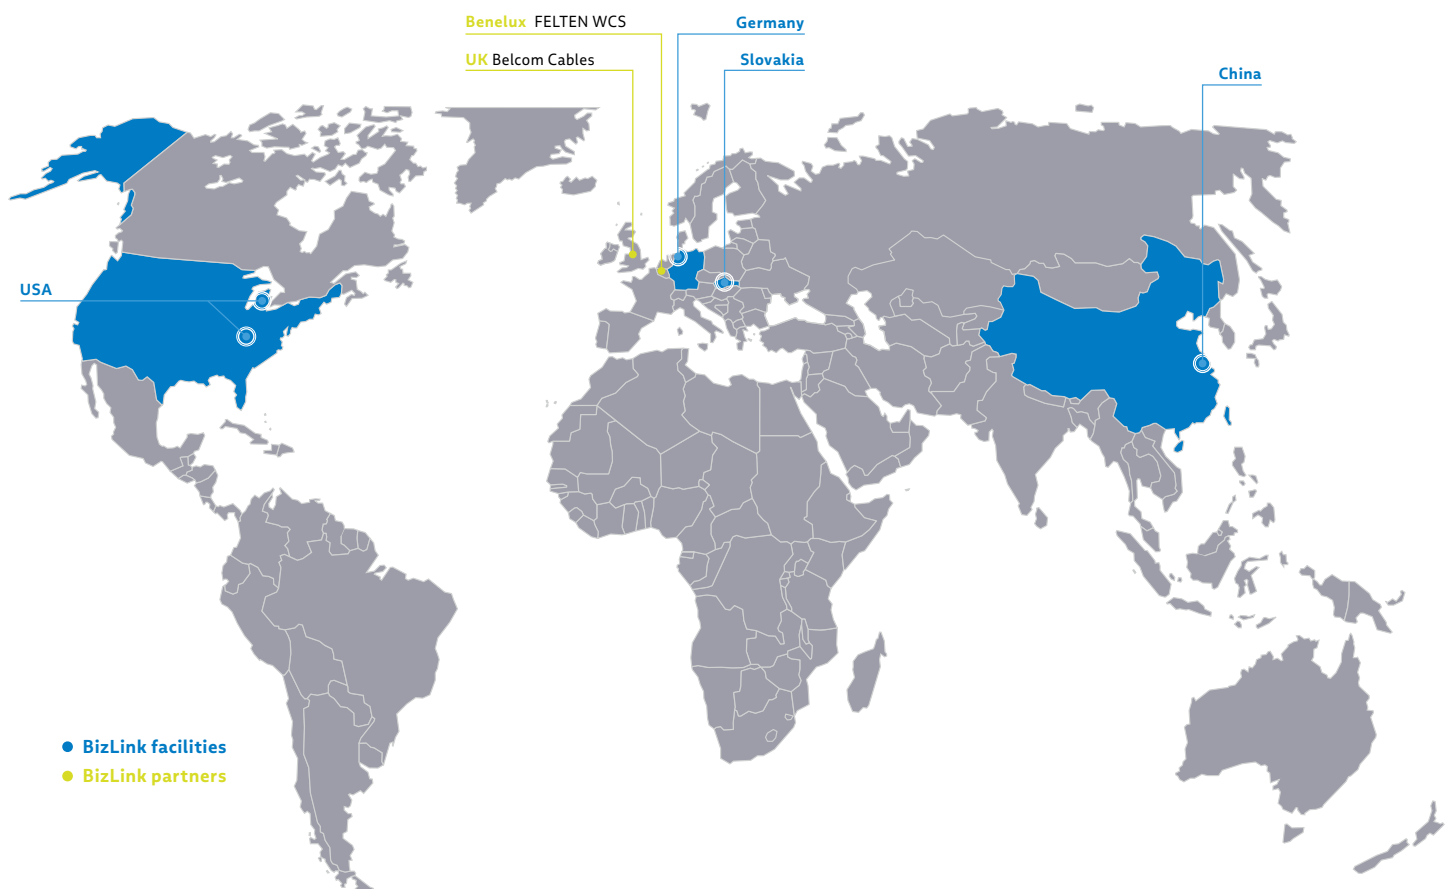 Benelux FELTEN WCS
Germany
UK Belcom Cables
Slovakia
China
USA
BizLink facilities
BizLink partners